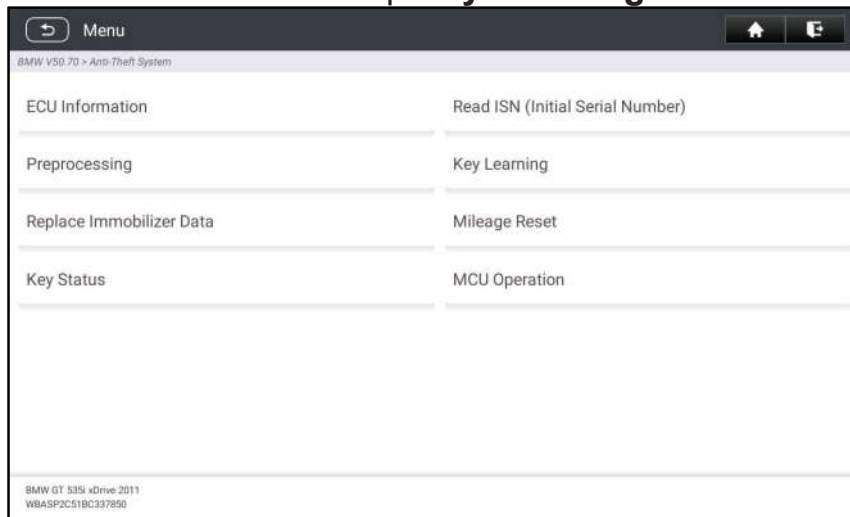 Menu
BMW V50.70 > Anti-Theft System
ECU Information
Read ISN (Initial Serial Number)
Preprocessing
Key Learning
Replace Immobilizer Data
Mileage Reset
Key Status
MCU Operation
BMW GT 535i xDrive 2011
WBASP2C51BC337850